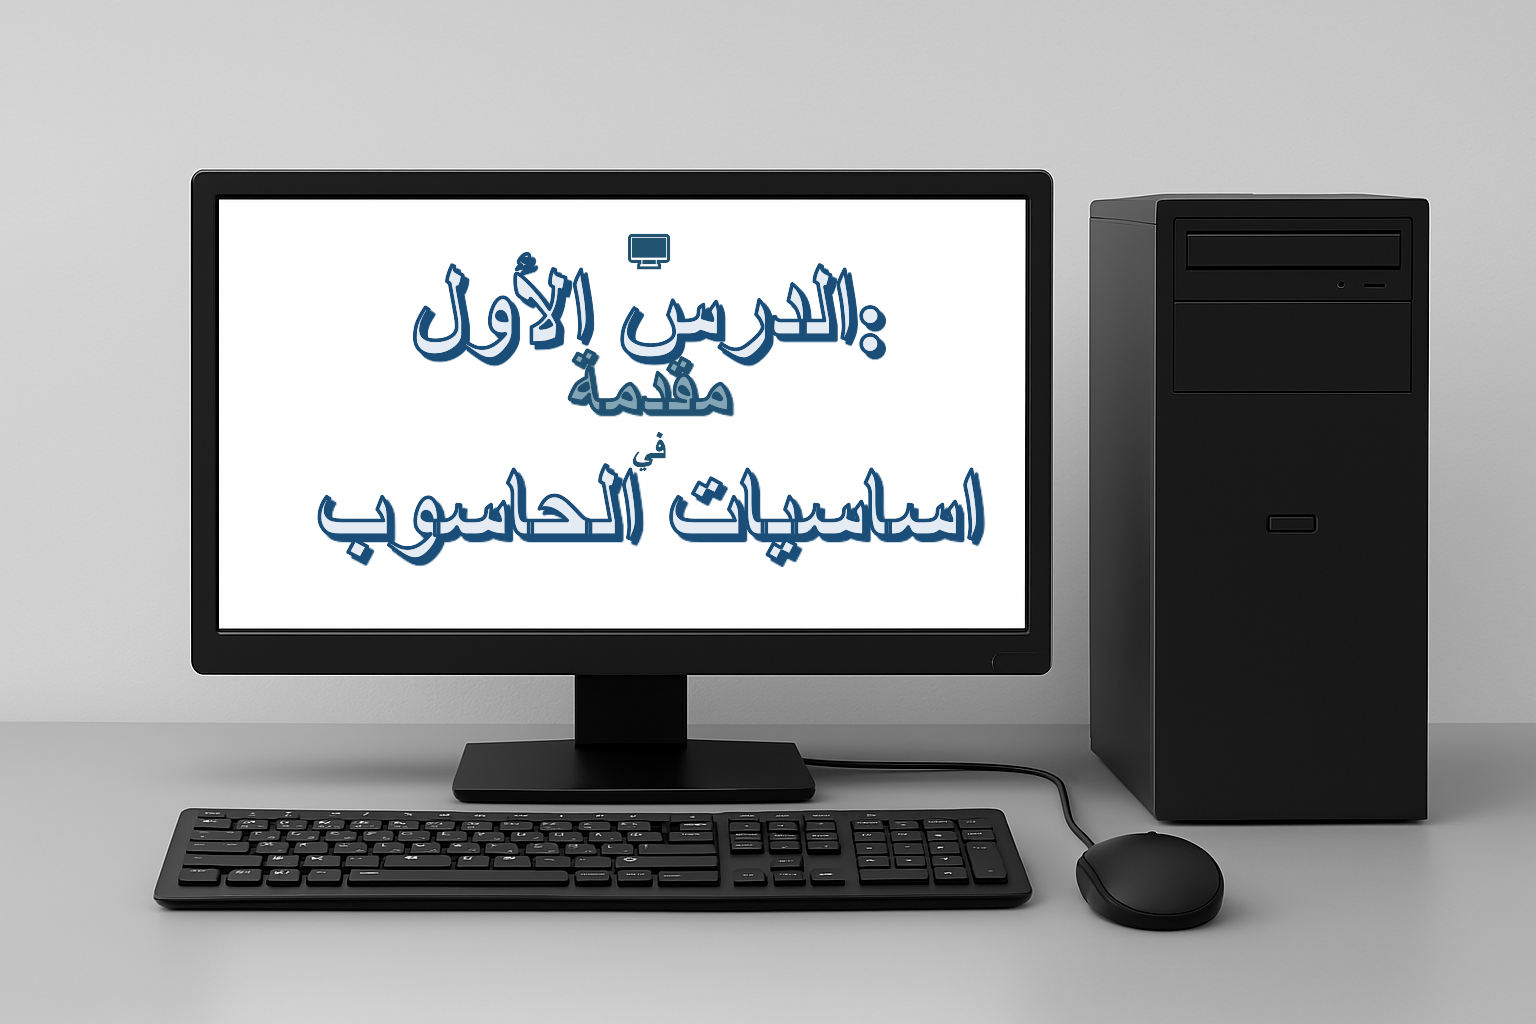 الدرس الأول:
مقدمة
في
اساسيات الحاسوب